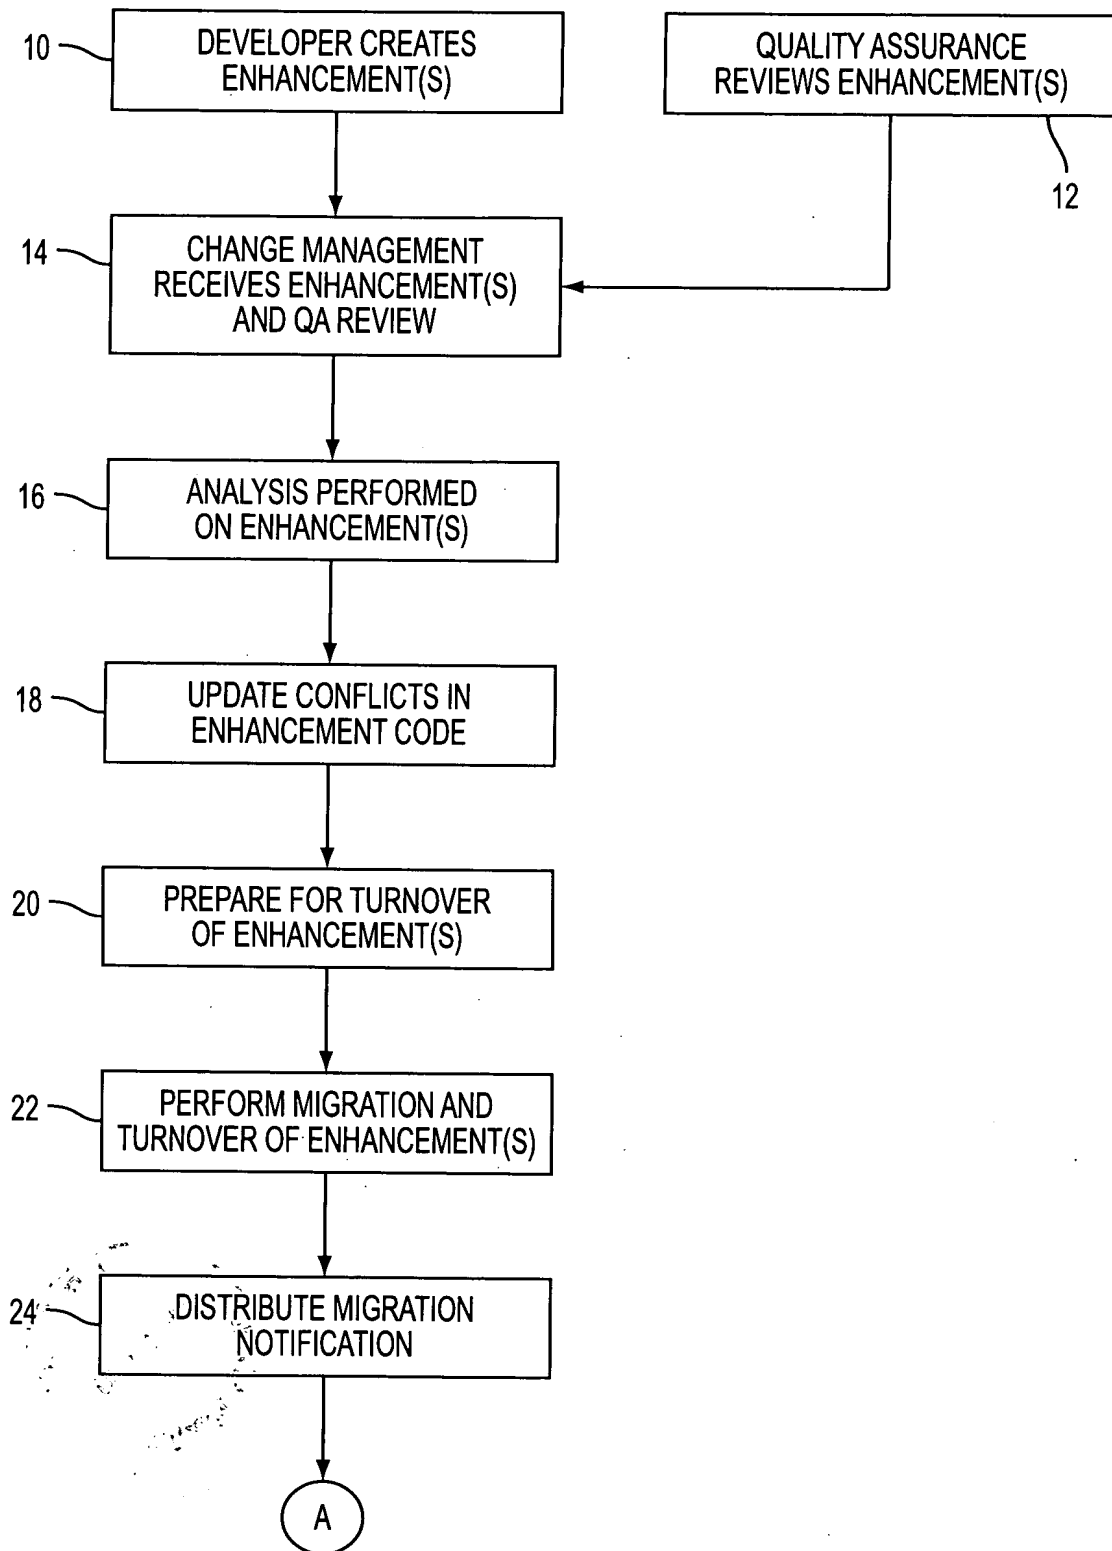 10
DEVELOPER CREATES
ENHANCEMENT(S)
QUALITY ASSURANCE
REVIEWS ENHANCEMENT(S)
12
14
CHANGE MANAGEMENT
RECEIVES ENHANCEMENT(S)
AND QA REVIEW
16
ANALYSIS PERFORMED
ON ENHANCEMENT(S)
18
UPDATE CONFLICTS IN
ENHANCEMENT CODE
20
PREPARE FOR TURNOVER
OF ENHANCEMENT(S)
22
PERFORM MIGRATION AND
TURNOVER OF ENHANCEMENT(S)
24
DISTRIBUTE MIGRATION
NOTIFICATION
A